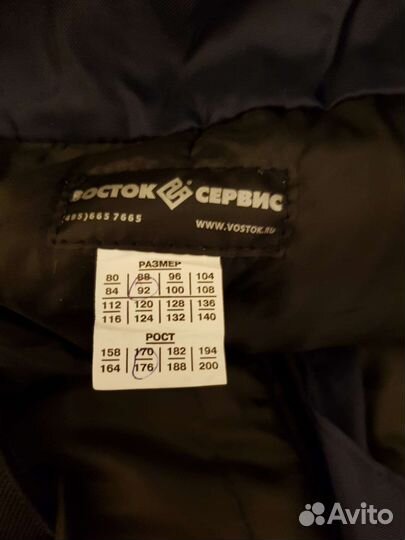 ВОСТОК СЕРВИС
(495)665 7665 WWW.VOSTOK.RU
РАЗМЕР
80 88 96 104
84 92 100 108
112 120 128 136
116 124 132 140
РОСТ
158 170 182 194
164 176 188 200
Avito